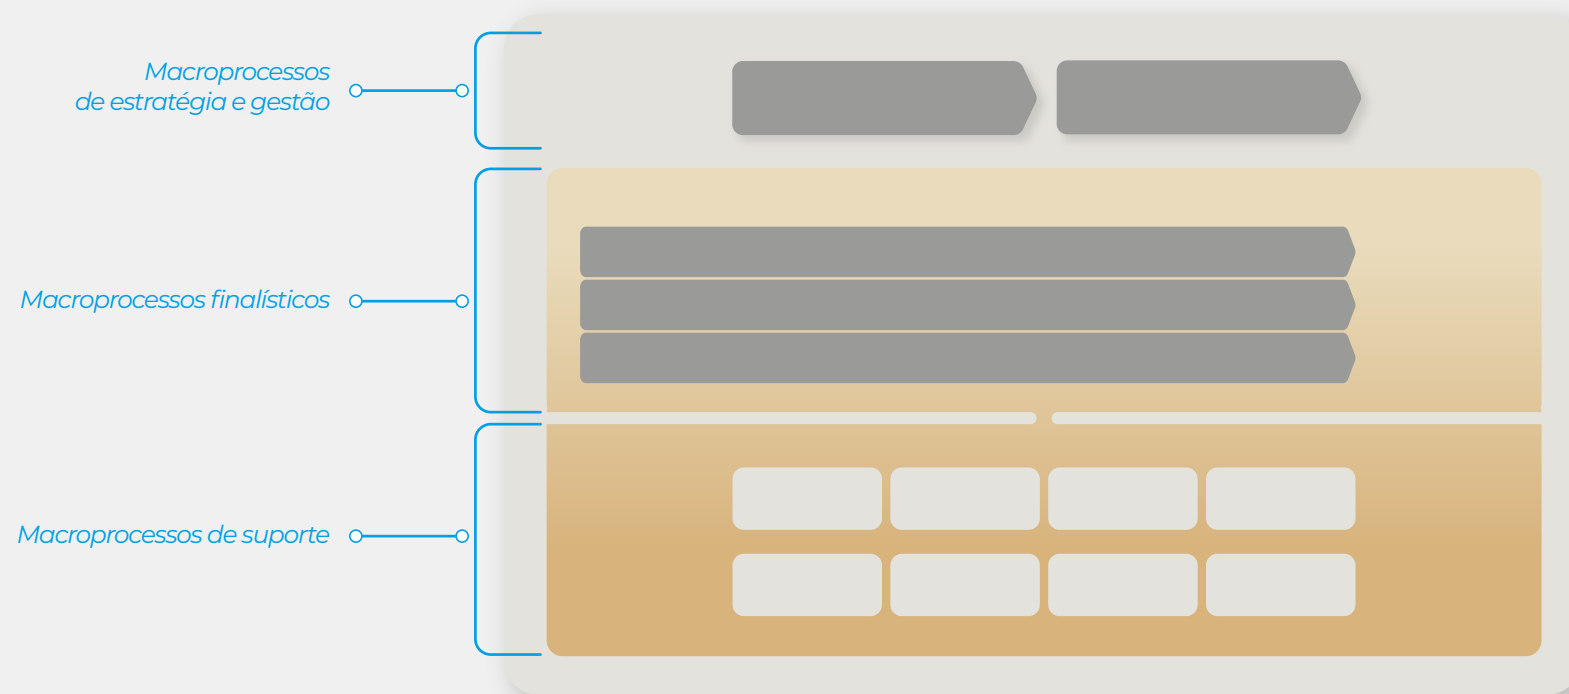 Macroprocessos
de estratégia e gestão
Macroprocessos finalísticos
Macroprocessos de suporte